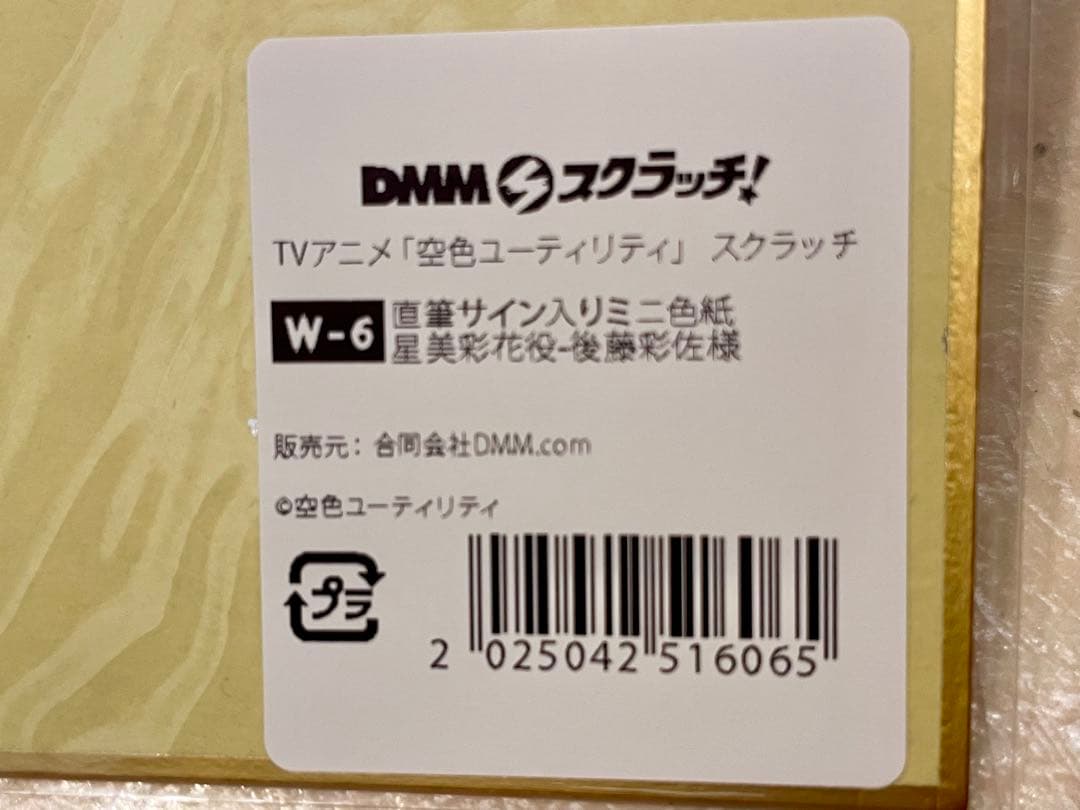 DMMスクラッチ!
TVアニメ「空色ユーティリティ」 スクラッチ
W-6
直筆サイン入りミニ色紙
星美彩花役-後藤彩佐様
販売元：合同会社DMM.com
©空色ユーティリティ
プラ
2 025042 516065